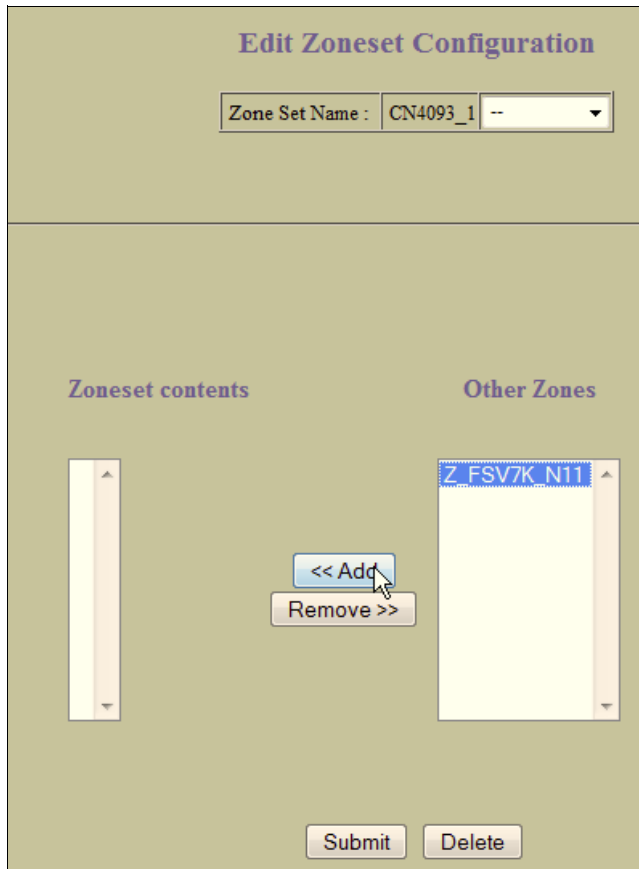 Edit Zoneset Configuration
Zone Set Name : CN4093_1 --
Zoneset contents Other Zones
Z_FSV7K_N11
<< Add
Remove >>
Submit Delete